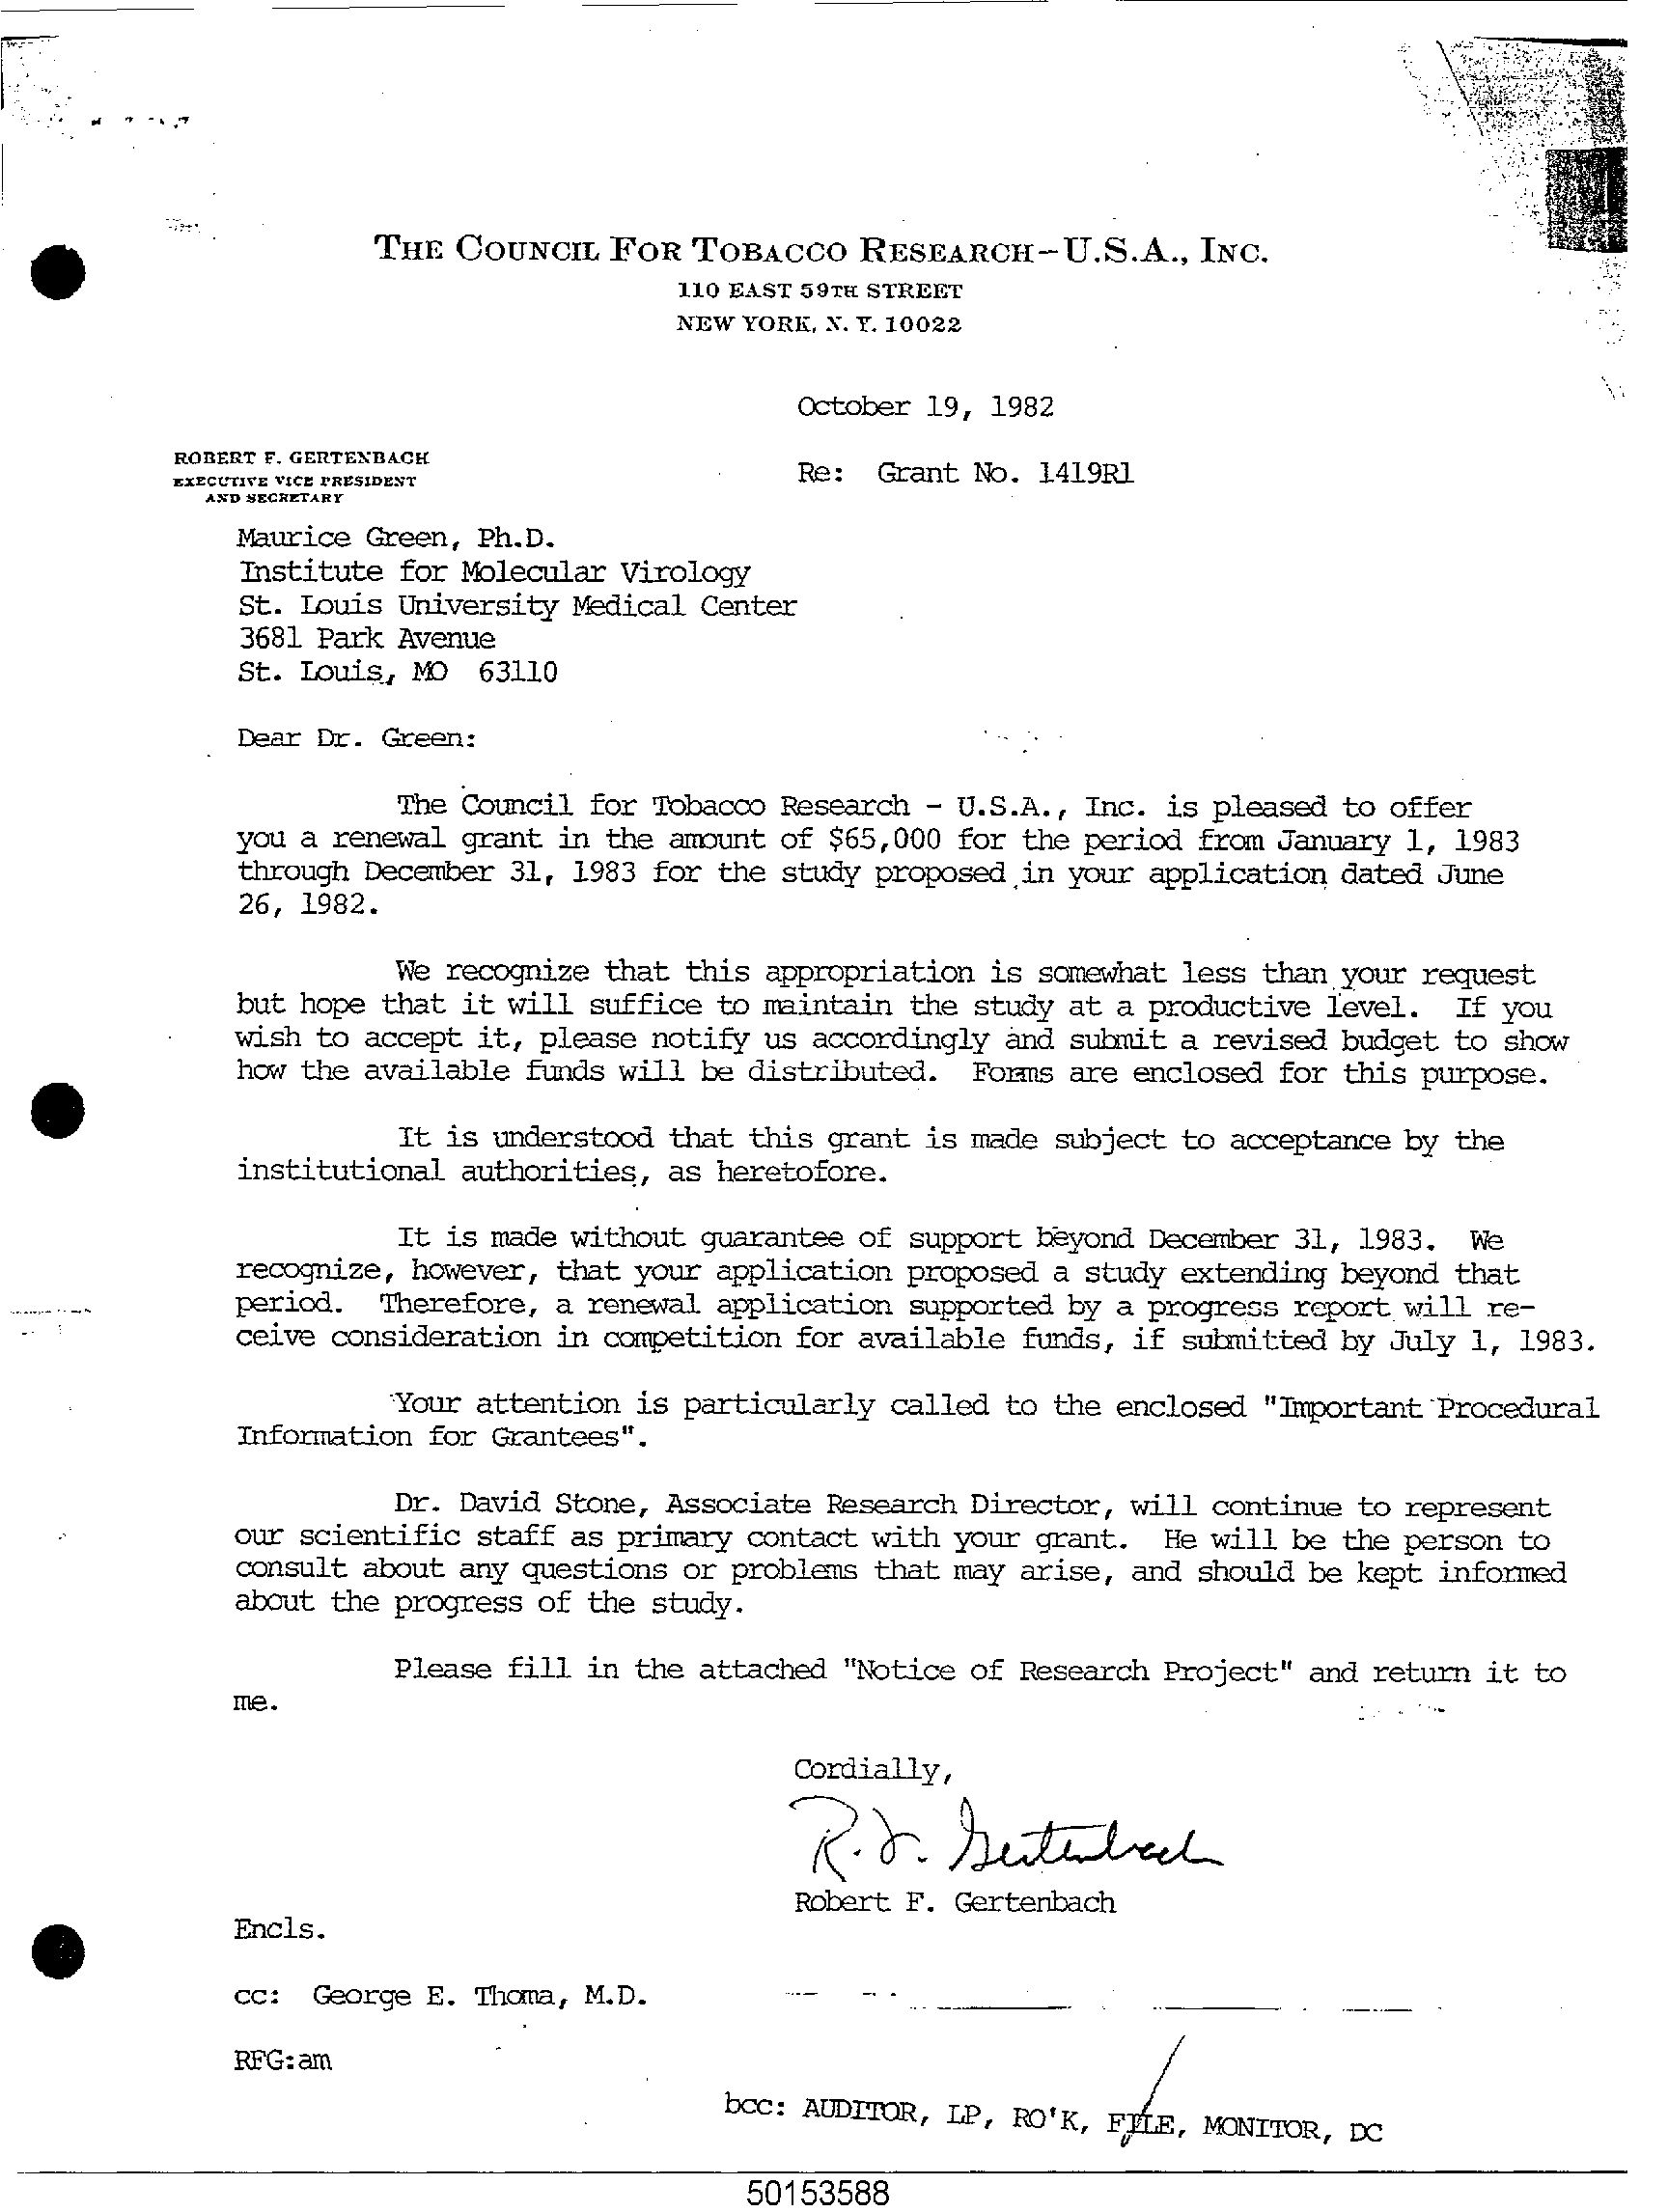 THE COUNCIL FOR TOBACCO RESEARCH-U.S.A., INC.
110 EAST 59TH STREET
NEW YORK, N. Y. 10022
October 19, 1982
ROBERT F. GERTENBACH
EXECUTIVE VICE PRESIDENT
AND SECRETARY
Re: Grant No. 1419R1
Maurice Green, Ph.D.
Institute for Molecular Virology
St. Louis University Medical Center
3681 Park Avenue
St. Louis, MO 63110
Dear Dr. Green:
The Council for Tobacco Research - U.S.A., Inc. is pleased to offer
you a renewal grant in the amount of $65,000 for the period from January 1, 1983
through December 31, 1983 for the study proposed in your application dated June
26, 1982.
We recognize that this appropriation is somewhat less than your request
but hope that it will suffice to maintain the study at a productive level. If you
wish to accept it, please notify us accordingly and submit a revised budget to show
how the available funds will be distributed. Forms are enclosed for this purpose.
It is understood that this grant is made subject to acceptance by the
institutional authorities, as heretofore.
It is made without guarantee of support beyond December 31, 1983. We
recognize, however, that your application proposed a study extending beyond that
period. Therefore, a renewal application supported by a progress report will re-
ceive consideration in competition for available funds, if submitted by July 1, 1983.
Your attention is particularly called to the enclosed "Important Procedural
Information for Grantees".
Dr. David Stone, Associate Research Director, will continue to represent
our scientific staff as primary contact with your grant. He will be the person to
consult about any questions or problems that may arise, and should be kept informed
about the progress of the study.
Please fill in the attached "Notice of Research Project" and return it to
me.
Cordially,
R. F. Gertenbach
Robert F. Gertenbach
Encls.
cc: George E. Thoma, M.D.
RFG:am
bcc: AUDITOR, LP, RO'K, FILE, MONITOR, DC
50153588